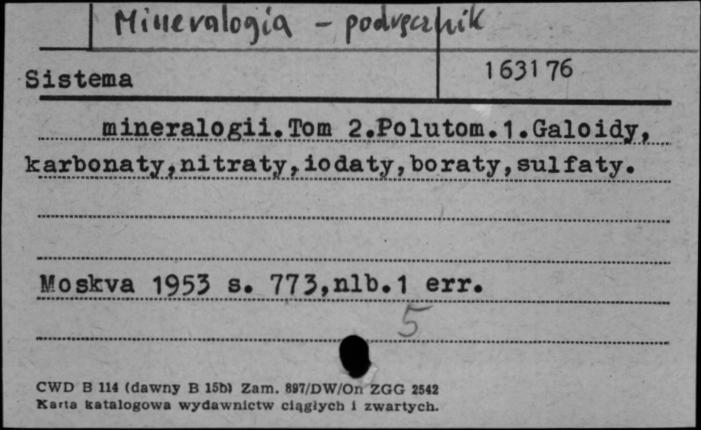 Mineralogia - podręcznik
Sistema 163176
mineralogii.Tom 2.Polutom.1.Galoidy,
karbonaty,nitraty,iodaty,boraty,sulfaty.
Moskva 1953 s. 773,nlb.1 err.
5
CWD B 114 (dawny B 15b) Zam. 897/DW/On ZGG 2542
Karta katalogowa wydawnictw ciągłych i zwartych.